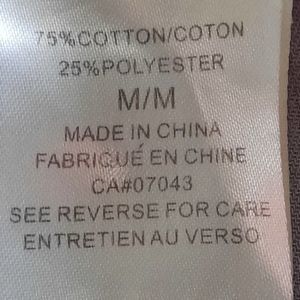 75%COTTON/COTON
25%POLYESTER
M/M
MADE IN CHINA
FABRIQUÉ EN CHINE
CA#07043
SEE REVERSE FOR CARE
ENTRETIEN AU VERSO